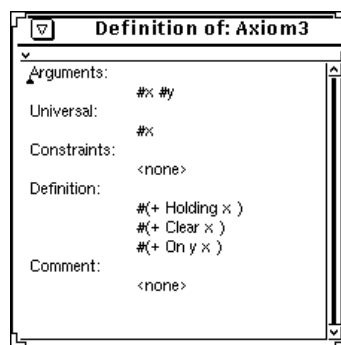 Definition of: Axiom3
Arguments:
#x #y
Universal:
#x
Constraints:
<none>
Definition:
#(+ Holding x )
#(+ Clear x )
#(+ On y x )
Comment:
<none>